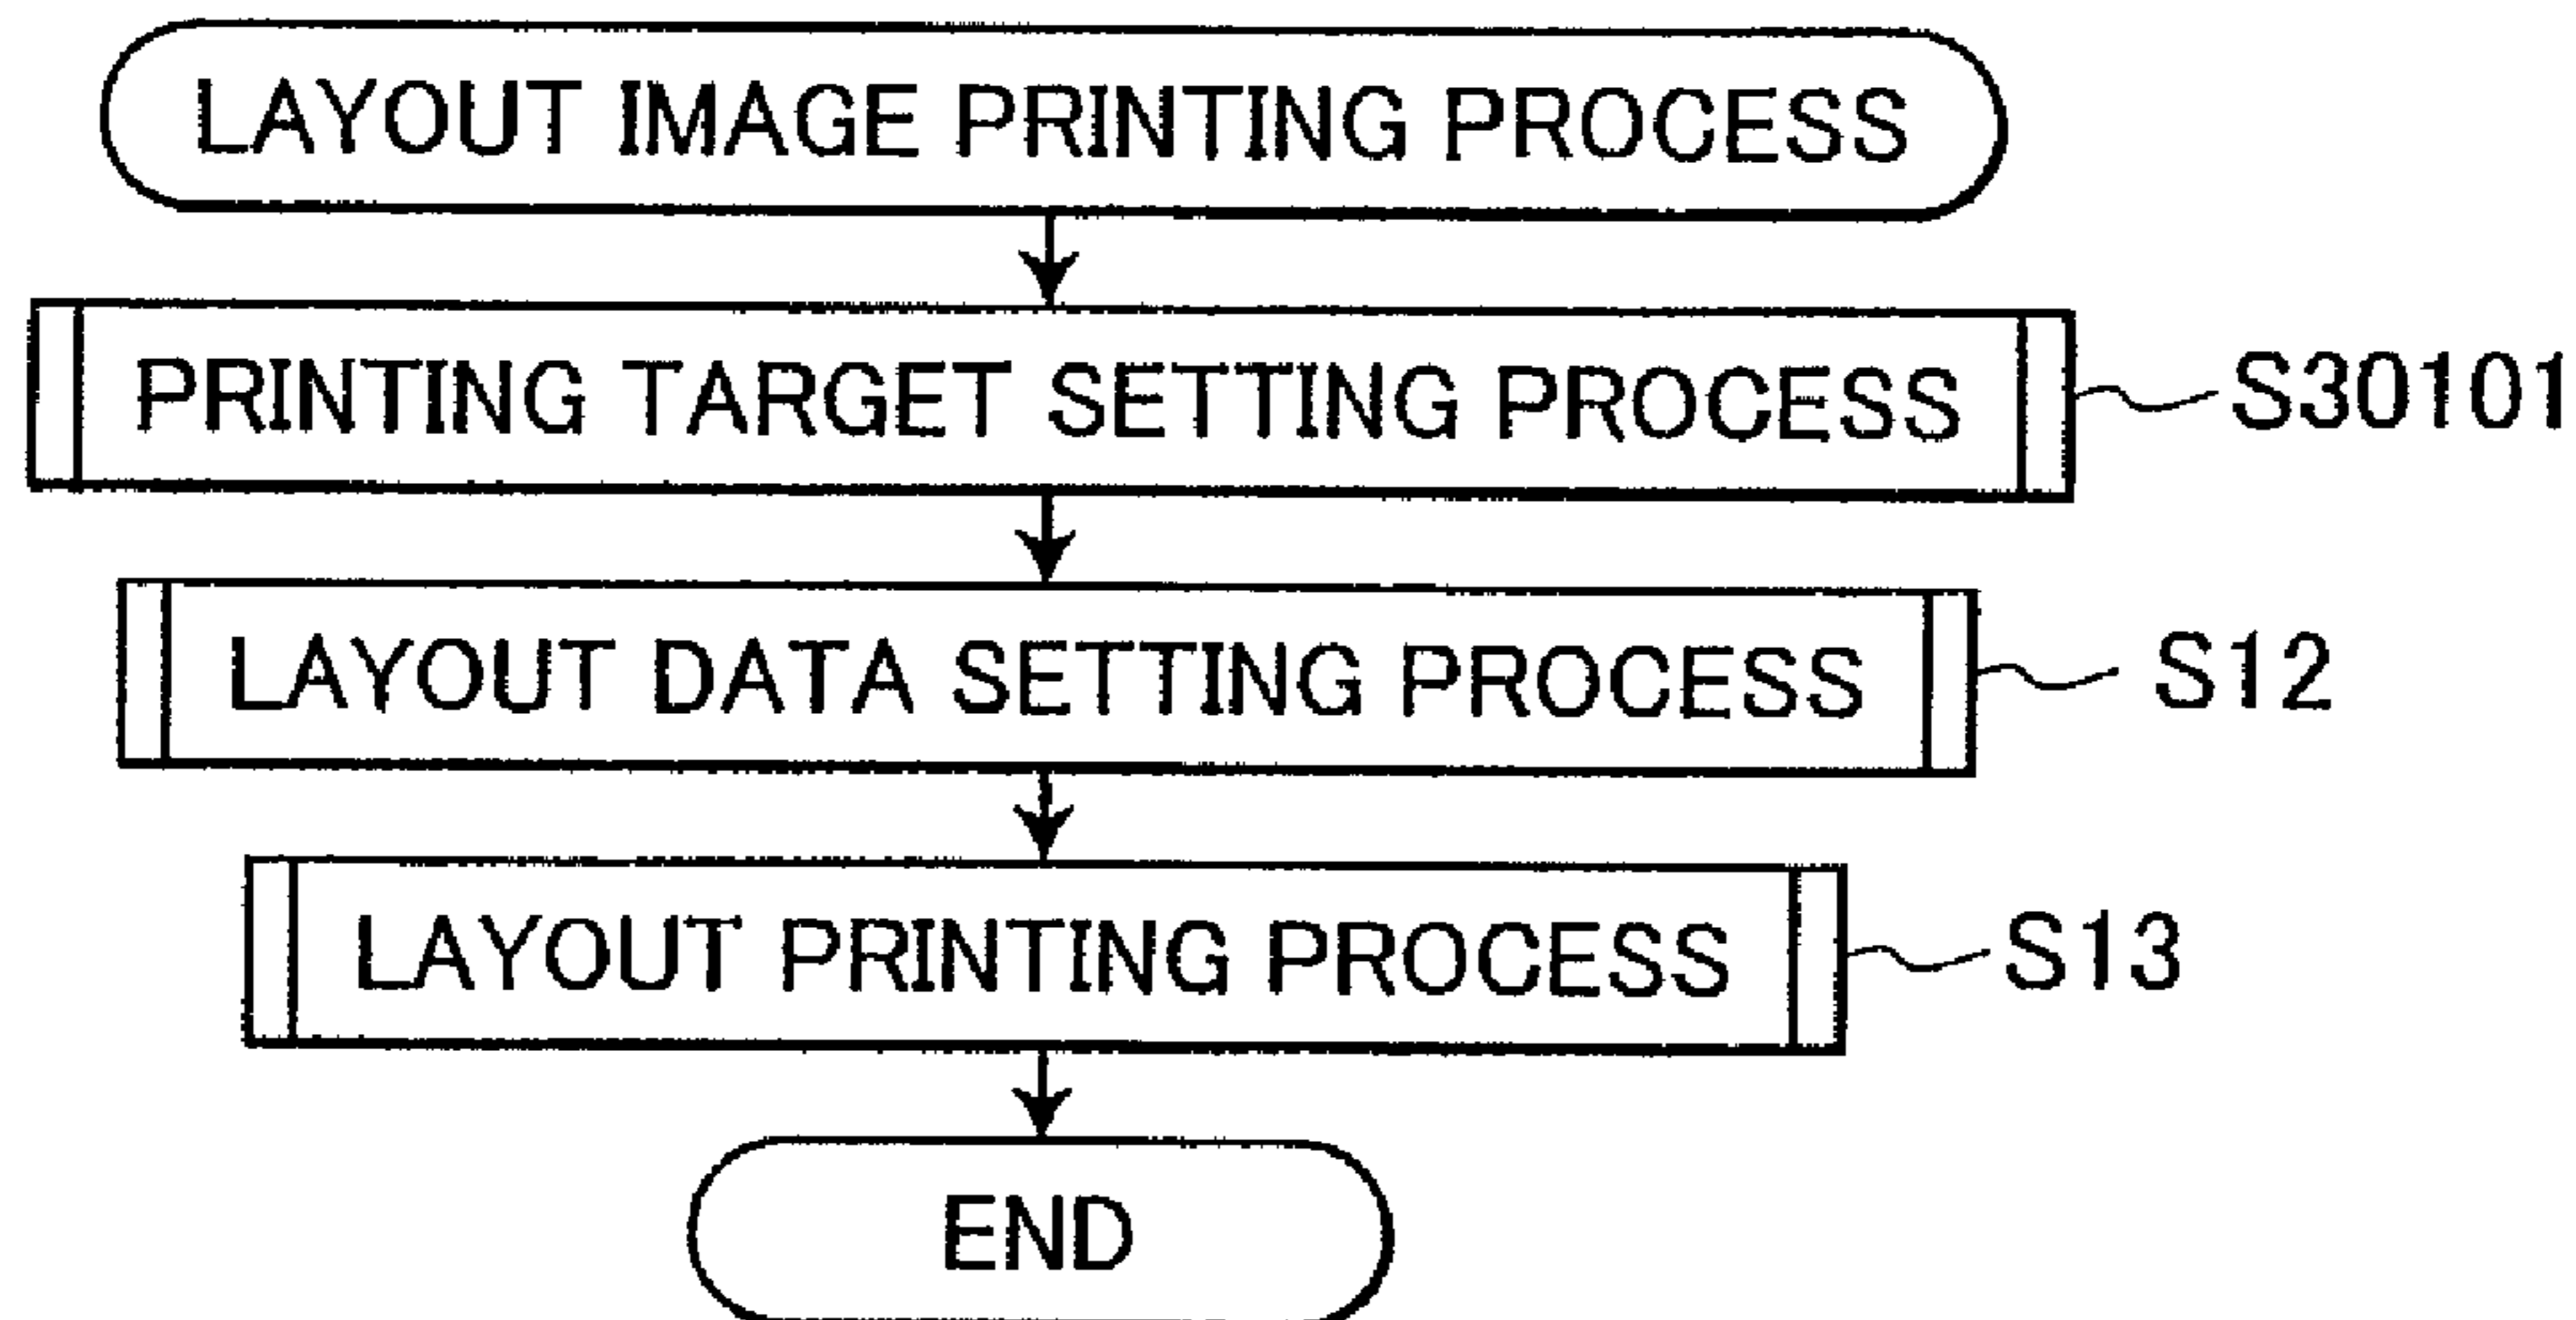 LAYOUT IMAGE PRINTING PROCESS
PRINTING TARGET SETTING PROCESS S30101
LAYOUT DATA SETTING PROCESS S12
LAYOUT PRINTING PROCESS S13
END